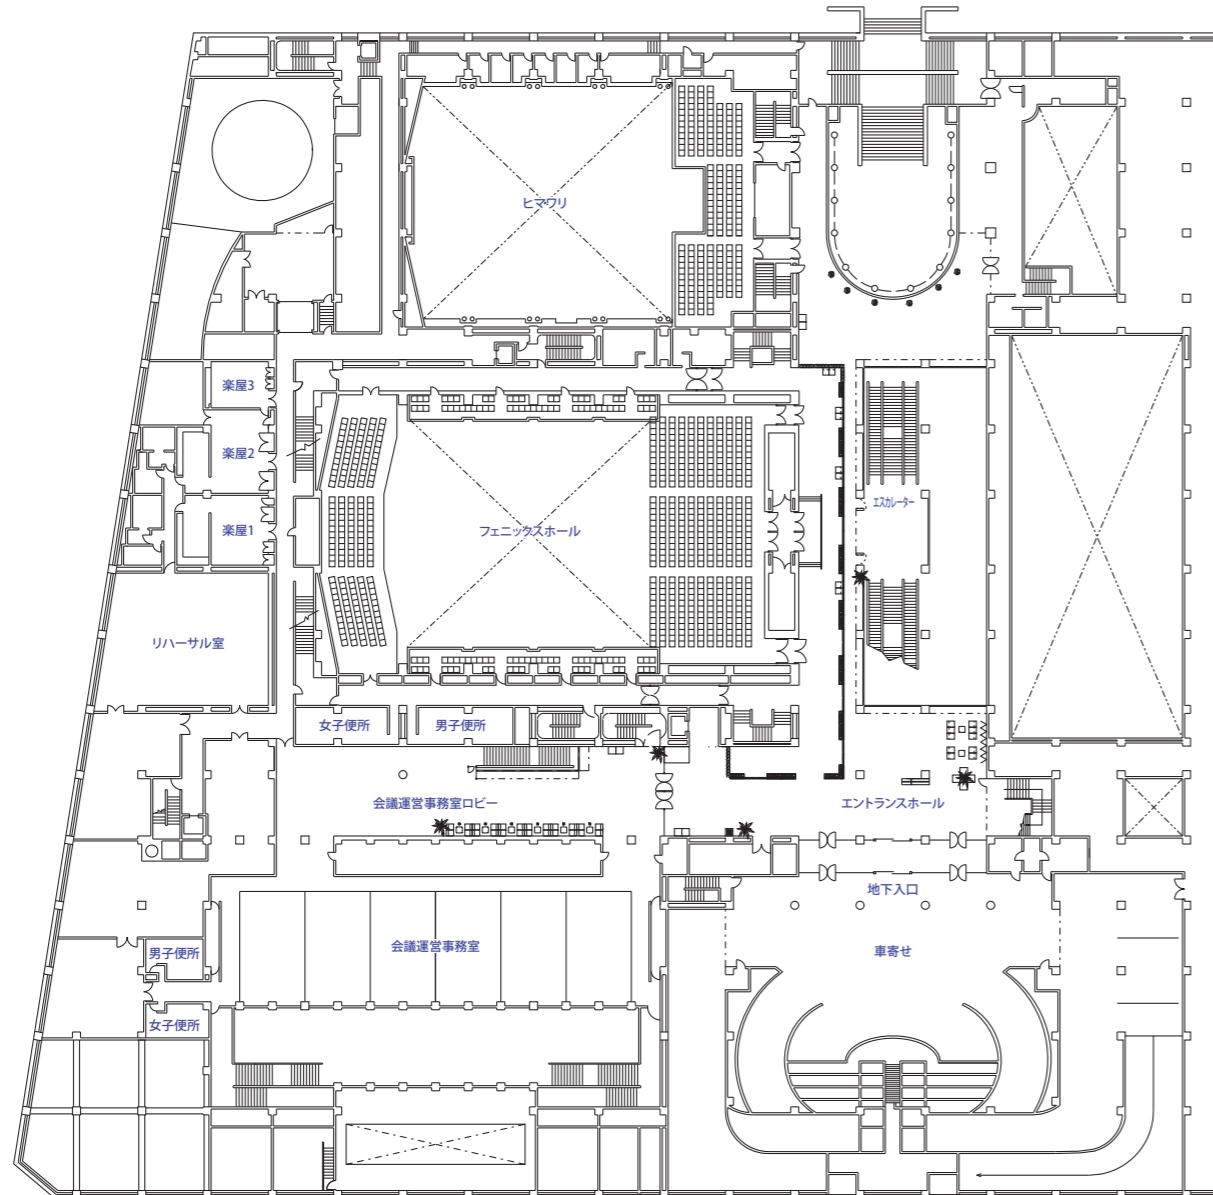 ヒマワリ
楽屋3
楽屋2
楽屋1
フェニックスホール
エスカレーター
リハーサル室
女子便所
男子便所
会議運営事務室ロビー
エントランスホール
地下入口
会議運営事務室
車寄せ
男子便所
女子便所